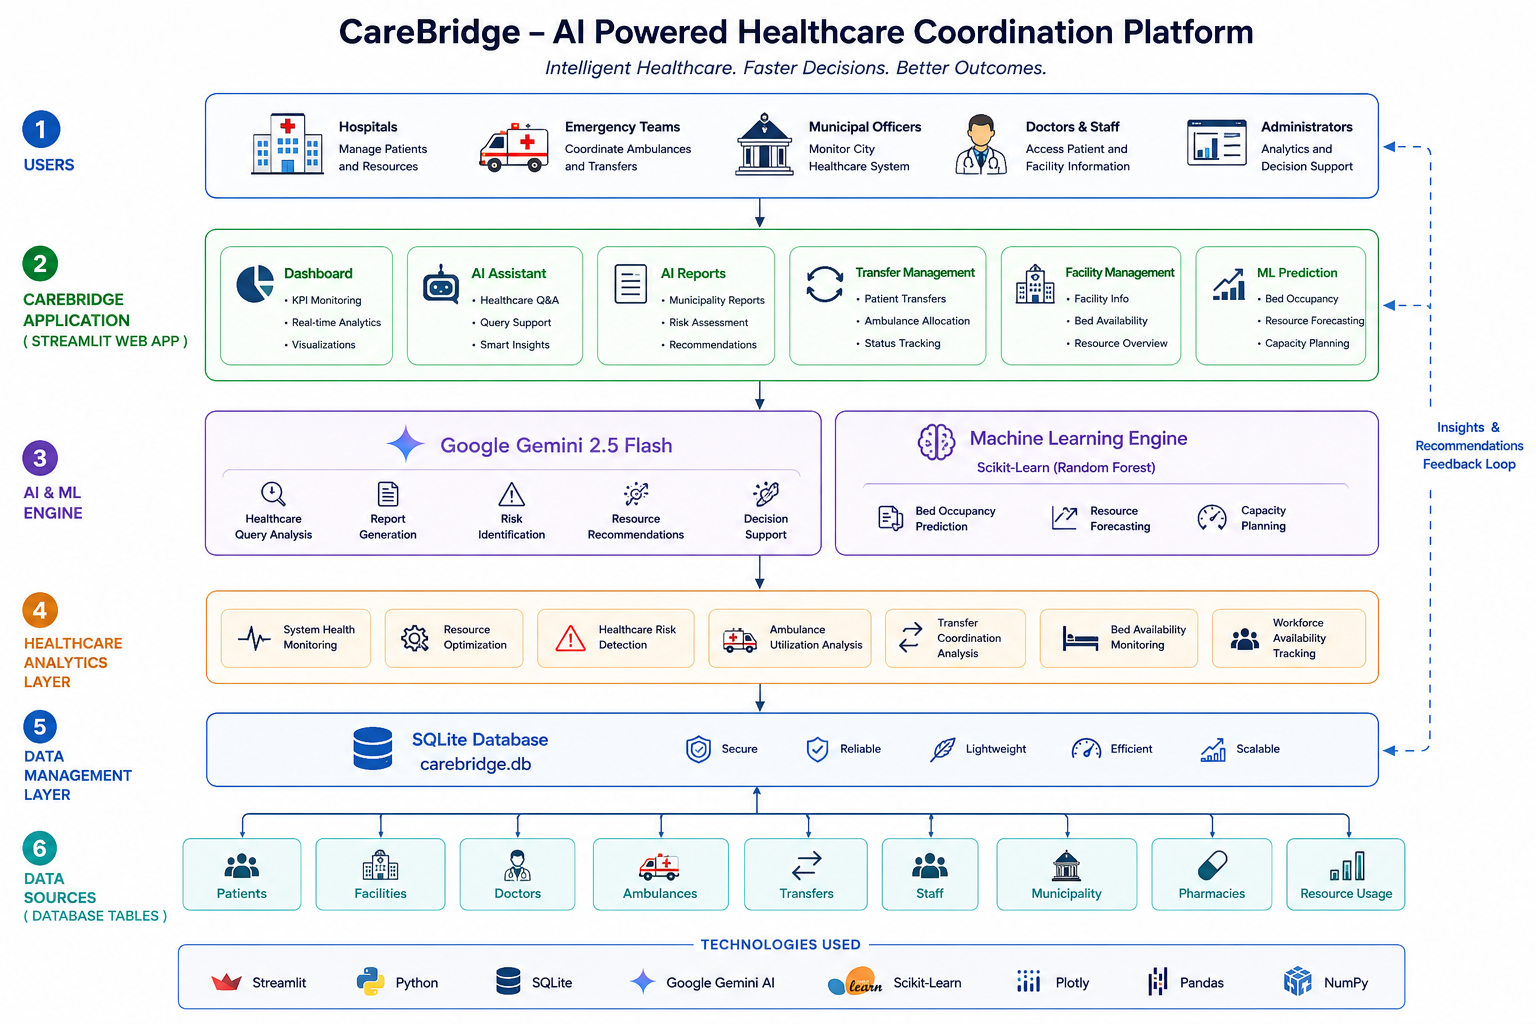 CareBridge – AI Powered Healthcare Coordination Platform
Intelligent Healthcare. Faster Decisions. Better Outcomes.
1
USERS
Hospitals
Manage Patients
and Resources
Emergency Teams
Coordinate Ambulances
and Transfers
Municipal Officers
Monitor City
Healthcare System
Doctors & Staff
Access Patient and
Facility Information
Administrators
Analytics and
Decision Support
2
CAREBRIDGE
APPLICATION
( STREAMLIT WEB APP )
Dashboard
• KPI Monitoring
• Real-time Analytics
• Visualizations
AI Assistant
• Healthcare Q&A
• Query Support
• Smart Insights
AI Reports
• Municipality Reports
• Risk Assessment
• Recommendations
Transfer Management
• Patient Transfers
• Ambulance Allocation
• Status Tracking
Facility Management
• Facility Info
• Bed Availability
• Resource Overview
ML Prediction
• Bed Occupancy
• Resource Forecasting
• Capacity Planning
Insights &
Recommendations
Feedback Loop
3
AI & ML
ENGINE
Google Gemini 2.5 Flash
Healthcare
Query Analysis
Report
Generation
Risk
Identification
Resource
Recommendations
Decision
Support
Machine Learning Engine
Scikit-Learn (Random Forest)
Bed Occupancy
Prediction
Resource
Forecasting
Capacity
Planning
4
HEALTHCARE
ANALYTICS
LAYER
System Health
Monitoring
Resource
Optimization
Healthcare Risk
Detection
Ambulance
Utilization Analysis
Transfer
Coordination
Analysis
Bed Availability
Monitoring
Workforce
Availability
Tracking
5
DATA
MANAGEMENT
LAYER
SQLite Database
carebridge.db
Secure
Reliable
Lightweight
Efficient
Scalable
6
DATA
SOURCES
( DATABASE TABLES )
Patients
Facilities
Doctors
Ambulances
Transfers
Staff
Municipality
Pharmacies
Resource Usage
TECHNOLOGIES USED
Streamlit
Python
SQLite
Google Gemini AI
learn
Scikit-Learn
Plotly
Pandas
NumPy